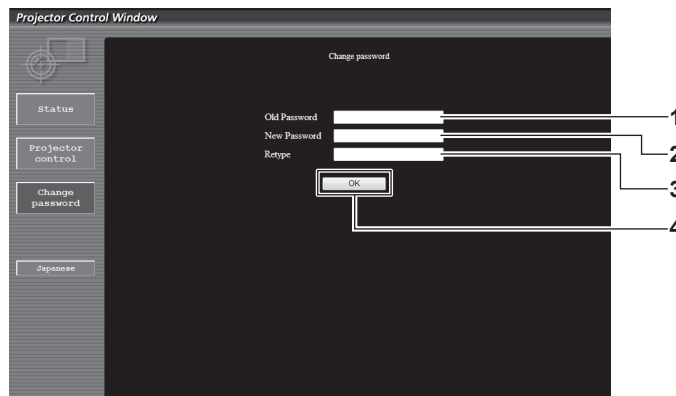 Projector Control Window
Change password
Status
Projector
control
Change
password
Japanese
Old Password
New Password
Retype
OK
1
2
3
4